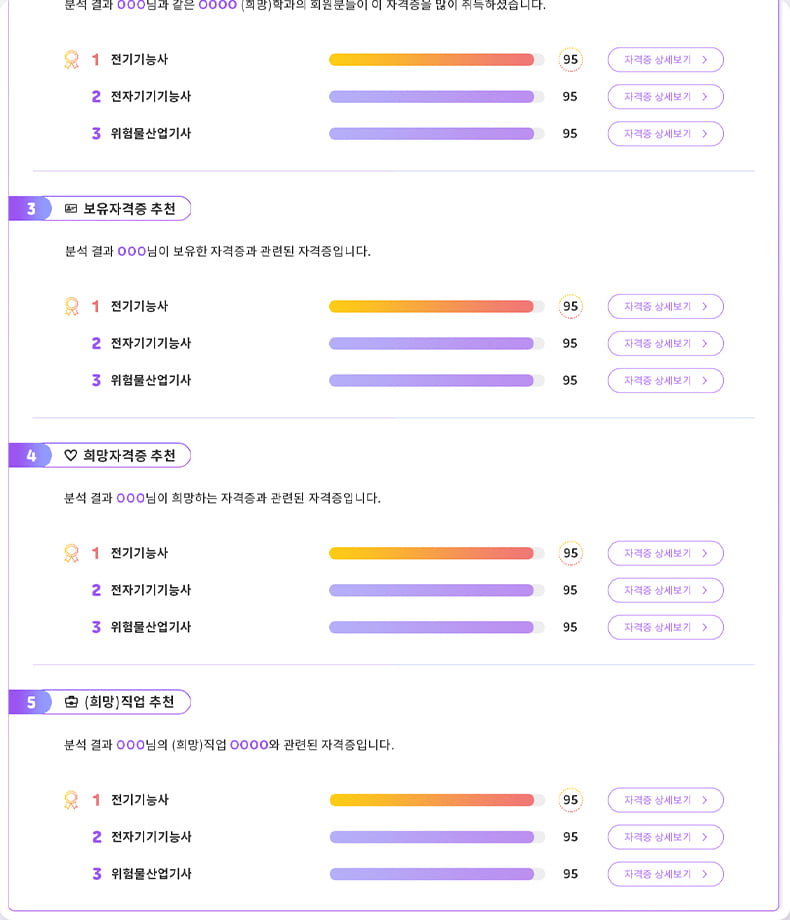 분석 결과 OOO님과 같은 OOOO (희망)학과의 회원분들이 이 자격증을 많이 취득하셨습니다.
1 전기기능사 95 자격증 상세보기
2 전자기기기능사 95 자격증 상세보기
3 위험물산업기사 95 자격증 상세보기
3 보유자격증 추천
분석 결과 OOO님이 보유한 자격증과 관련된 자격증입니다.
1 전기기능사 95 자격증 상세보기
2 전자기기기능사 95 자격증 상세보기
3 위험물산업기사 95 자격증 상세보기
4 희망자격증 추천
분석 결과 OOO님이 희망하는 자격증과 관련된 자격증입니다.
1 전기기능사 95 자격증 상세보기
2 전자기기기능사 95 자격증 상세보기
3 위험물산업기사 95 자격증 상세보기
5 (희망)직업 추천
분석 결과 OOO님의 (희망)직업 OOOO와 관련된 자격증입니다.
1 전기기능사 95 자격증 상세보기
2 전자기기기능사 95 자격증 상세보기
3 위험물산업기사 95 자격증 상세보기